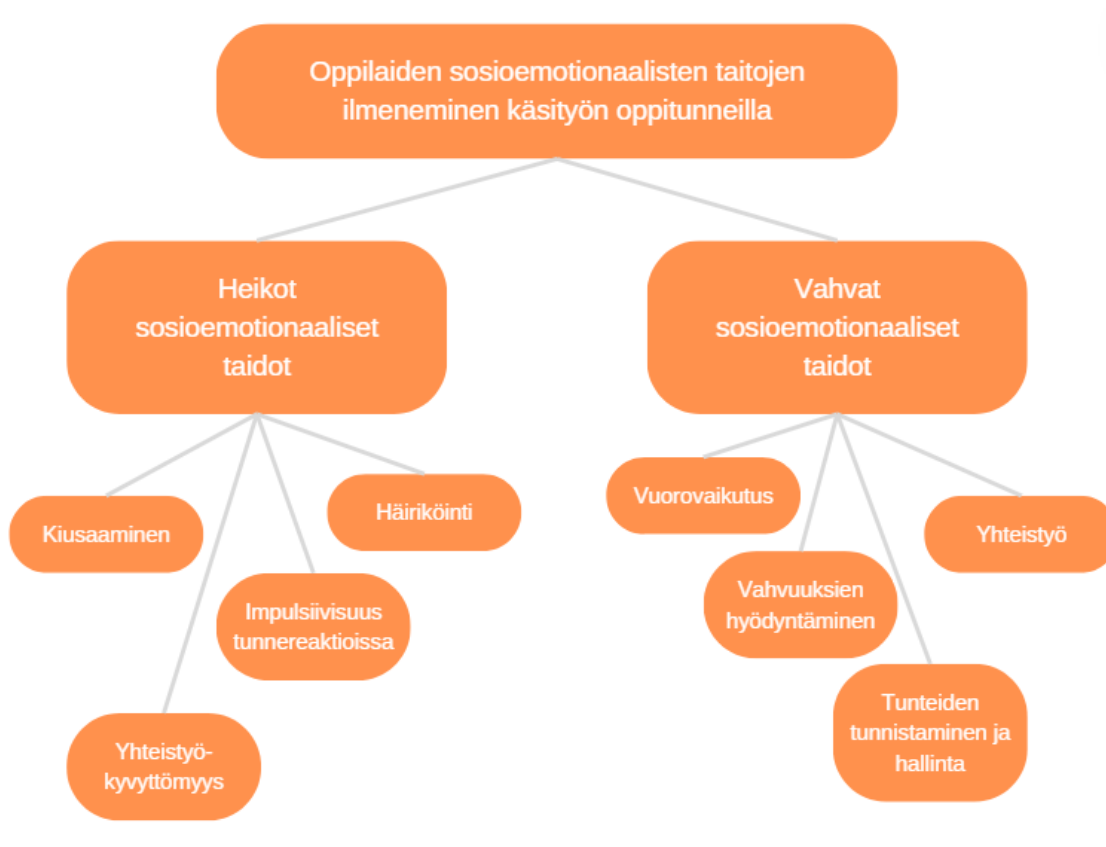 Oppilaiden sosioemotionaalisten taitojen
ilmeneminen käsityön oppitunneilla
Heikot
sosioemotionaaliset
taidot
Vahvat
sosioemotionaaliset
taidot
Kiusaaminen
Häiriköinti
Impulsiivisuus
tunnereaktioissa
Yhteistyö-
kyvyttömyys
Vuorovaikutus
Yhteistyö
Vahvuuksien
hyödyntäminen
Tunteiden
tunnistaminen ja
hallinta